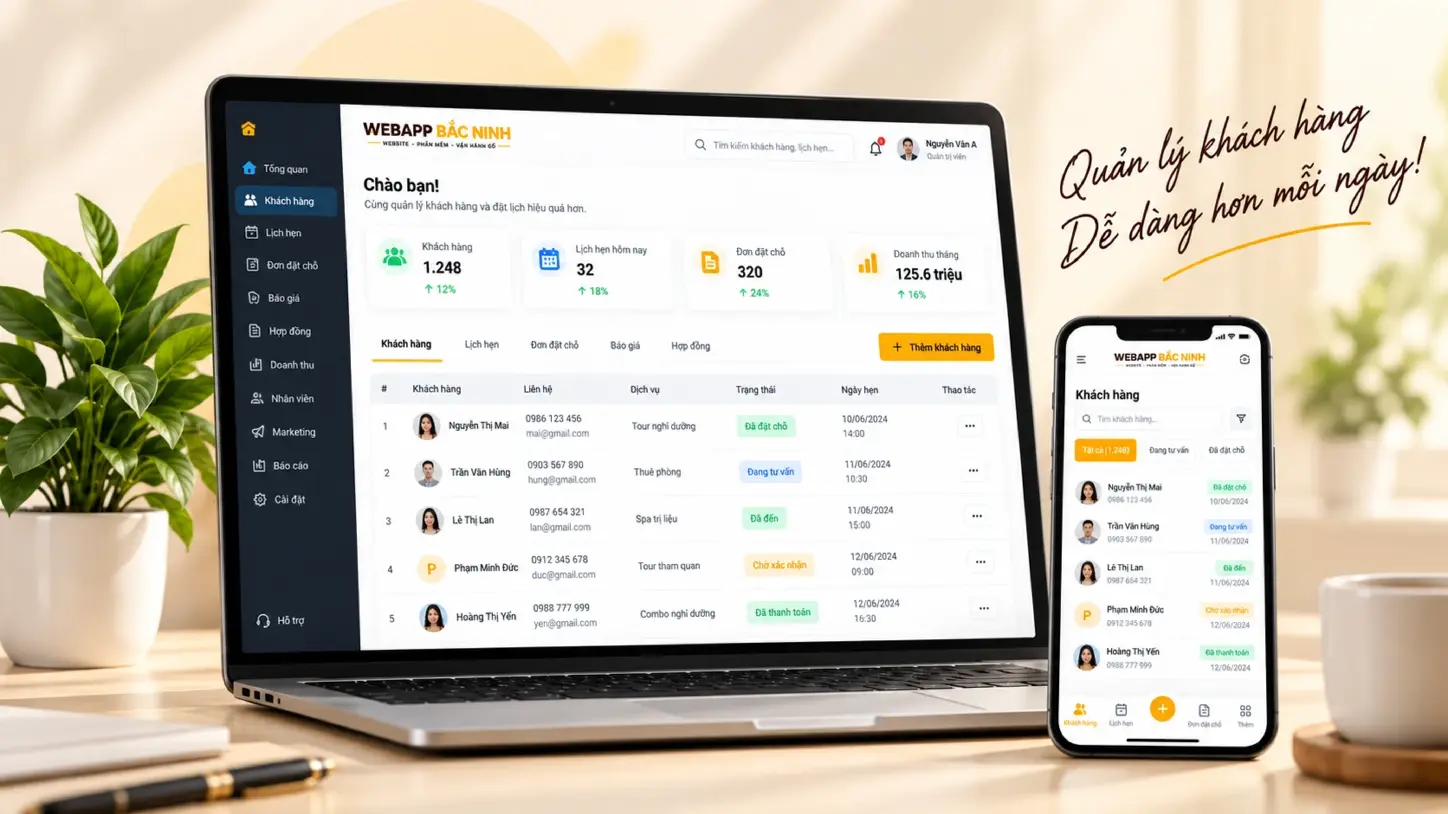 WEBAPP BẮC NINH
WEBSITE - PHẦN MỀM - VẬN HÀNH SỐ
Tìm kiếm khách hàng, lịch hẹn...
Nguyễn Văn A
Quản trị viên
Tổng quan
Khách hàng
Lịch hẹn
Đơn đặt chỗ
Báo giá
Hợp đồng
Doanh thu
Nhân viên
Marketing
Báo cáo
Cài đặt
Hỗ trợ
Chào bạn!
Cùng quản lý khách hàng và đặt lịch hiệu quả hơn.
Khách hàng
1.248
↑ 12%
Lịch hẹn hôm nay
32
↑ 18%
Đơn đặt chỗ
320
↑ 24%
Doanh thu tháng
125.6 triệu
↑ 16%
Khách hàng Lịch hẹn Đơn đặt chỗ Báo giá Hợp đồng
+ Thêm khách hàng
# Khách hàng Liên hệ Dịch vụ Trạng thái Ngày hẹn Thao tác
1 Nguyễn Thị Mai 0986 123 456 mai@gmail.com Tour nghỉ dưỡng Đã đặt chỗ 10/06/2024 14:00 ...
2 Trần Văn Hùng 0903 567 890 hung@gmail.com Thuê phòng Đang tư vấn 11/06/2024 10:30 ...
3 Lê Thị Lan 0987 654 321 lan@gmail.com Spa trị liệu Đã đến 11/06/2024 15:00 ...
4 P Phạm Minh Đức 0912 345 678 duc@gmail.com Tour tham quan Chờ xác nhận 12/06/2024 09:00 ...
5 Hoàng Thị Yến 0988 777 999 yen@gmail.com Combo nghỉ dưỡng Đã thanh toán 12/06/2024 16:30 ...
Quản lý khách hàng
Dễ dàng hơn mỗi ngày!
WEBAPP BẮC NINH
WEBSITE - PHẦN MỀM - VẬN HÀNH SỐ
Khách hàng
Tìm khách hàng...
Tất cả (1.248) Đang tư vấn Đã đặt chỗ
Nguyễn Thị Mai Đã đặt chỗ
0986 123 456 10/06/2024
Trần Văn Hùng Đang tư vấn
0903 567 890 11/06/2024
Lê Thị Lan Đã đến
0987 654 321 11/06/2024
P Phạm Minh Đức Chờ xác nhận
0912 345 678 12/06/2024
Hoàng Thị Yến Đã thanh toán
0988 777 999 12/06/2024
Khách hàng Lịch hẹn + Đơn đặt chỗ Thêm